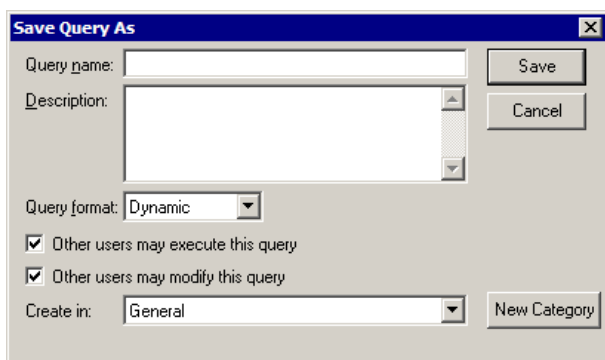 Save Query As
Query name:
Save
Description:
Cancel
Query format: Dynamic
Other users may execute this query
Other users may modify this query
Create in: General
New Category